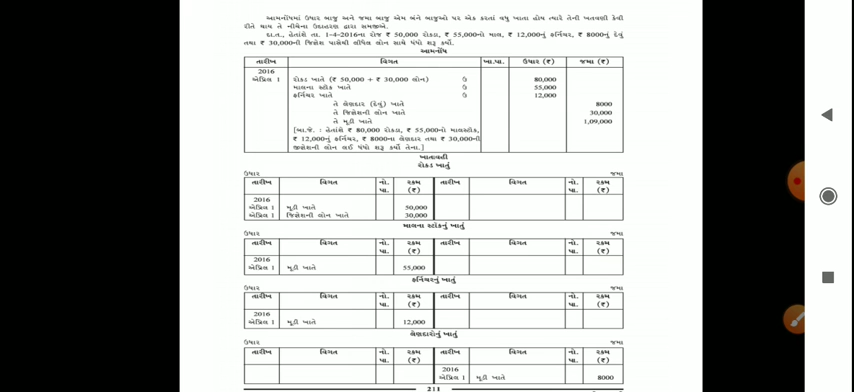 આમનોંધમાં ઉધાર બાજુ અને જમા બાજુ એમ બંને બાજુઓ પર એક કરતાં વધુ ખાતા હોય ત્યારે તેની ખતવણી કેવી
રીતે થાય તે નીચેના ઉદાહરણ દ્વારા સમજીએ.
દા.ત., હેતાંશે તા. 1-4-2016ના રોજ ₹ 50,000 રોકડા, ₹ 55,000નો માલ, ₹ 12,000નું ફર્નિચર, ₹ 8000નું દેવું
તથા ₹ 30,000ની જિજ્ઞેશ પાસેથી લીધેલ લોન સાથે ધંધો શરૂ કર્યો.
આમનોંધ
તારીખ વિગત ખા.પા. ઉધાર (₹) જમા (₹)
2016
એપ્રિલ 1 રોકડ ખાતે (₹ 50,000 + ₹ 30,000 લોન) ઉ 80,000
માલના સ્ટોક ખાતે ઉ 55,000
ફર્નિચર ખાતે ઉ 12,000
તે લેણદાર (દેવું) ખાતે 8000
તે જિજ્ઞેશની લોન ખાતે 30,000
તે મૂડી ખાતે 1,09,000
[બા.જે. : હેતાંશે ₹ 80,000 રોકડા, ₹ 55,000નો માલસ્ટોક,
₹ 12,000નું ફર્નિચર, ₹ 8000ના લેણદાર તથા ₹ 30,000ની
જીજ્ઞેશની લોન લઈ ધંધો શરૂ કર્યો તેના.]
ખાતાવહી
રોકડ ખાતું
ઉધાર જમા
તારીખ વિગત નો. પા. રકમ (₹) તારીખ વિગત નો. પા. રકમ (₹)
2016
એપ્રિલ 1 મૂડી ખાતે 50,000
એપ્રિલ 1 જિજ્ઞેશની લોન ખાતે 30,000
માલના સ્ટોકનું ખાતું
ઉધાર જમા
તારીખ વિગત નો. પા. રકમ (₹) તારીખ વિગત નો. પા. રકમ (₹)
2016
એપ્રિલ 1 મૂડી ખાતે 55,000
ફર્નિચરનું ખાતું
ઉધાર જમા
તારીખ વિગત નો. પા. રકમ (₹) તારીખ વિગત નો. પા. રકમ (₹)
2016
એપ્રિલ 1 મૂડી ખાતે 12,000
લેણદારોનું ખાતું
ઉધાર જમા
તારીખ વિગત નો. પા. રકમ (₹) તારીખ વિગત નો. પા. રકમ (₹)
2016
એપ્રિલ 1 મૂડી ખાતે 8000
211